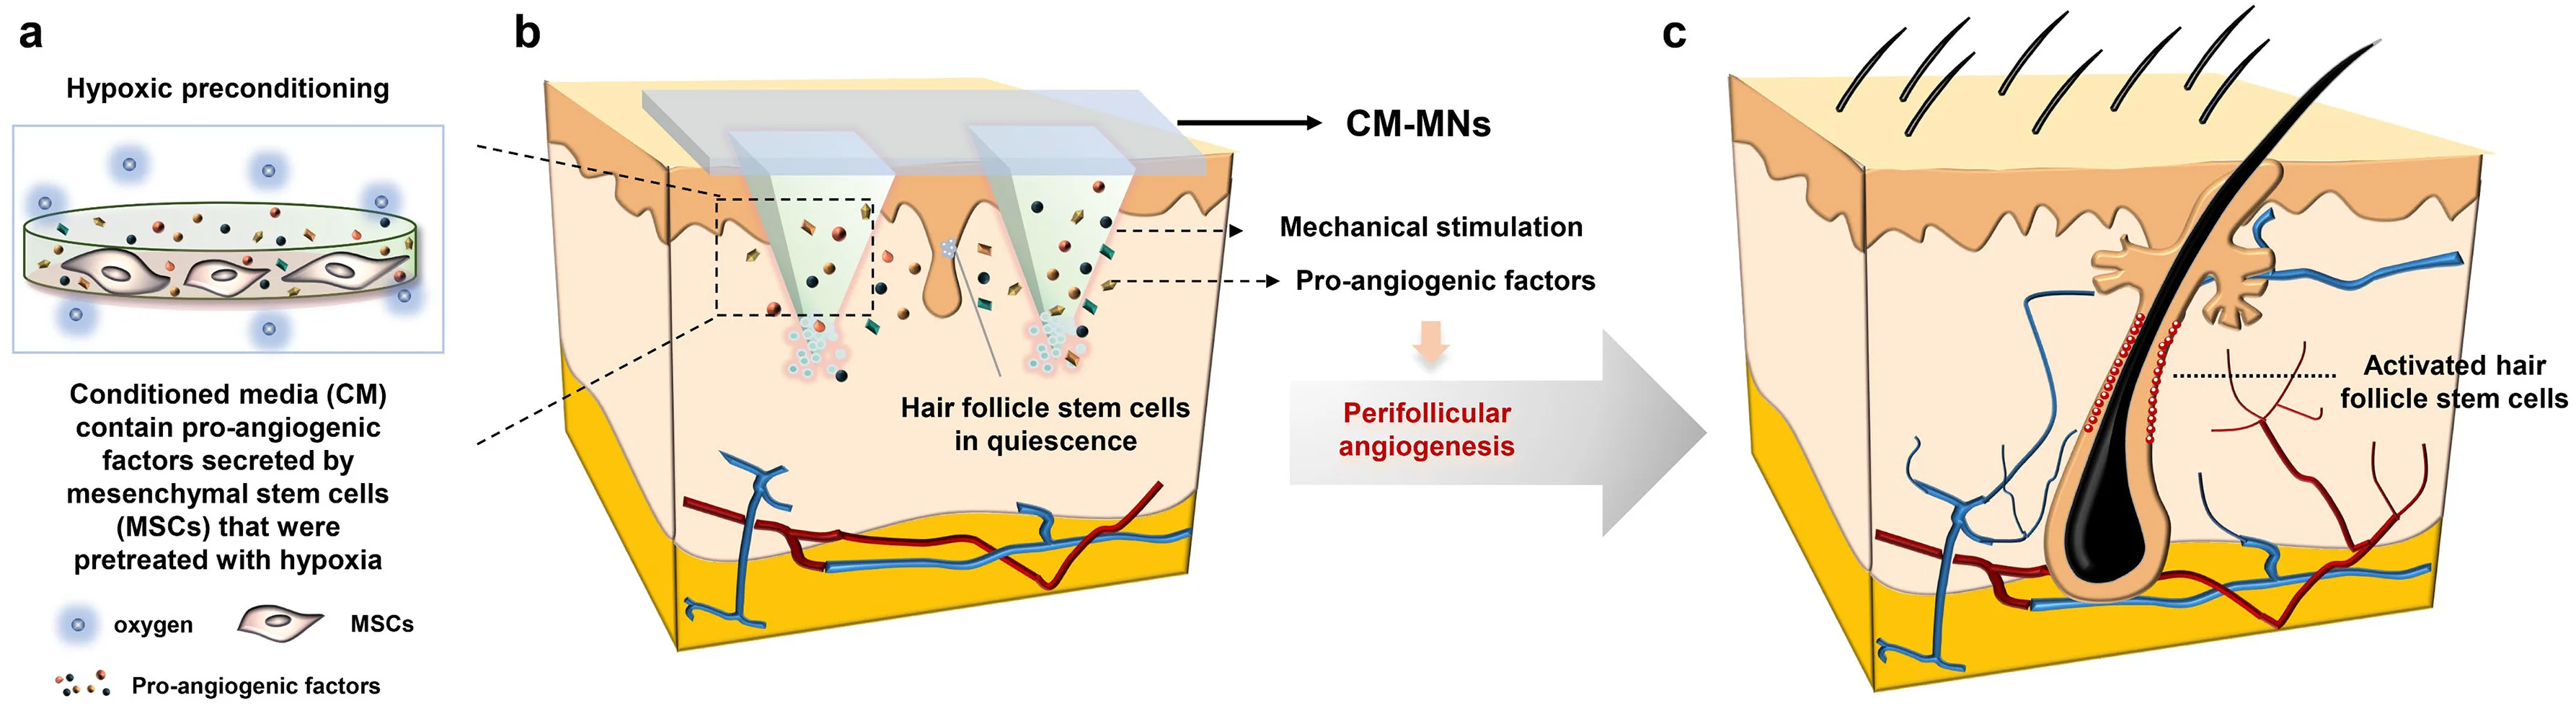 a
Hypoxic preconditioning
Conditioned media (CM)
contain pro-angiogenic
factors secreted by
mesenchymal stem cells
(MSCs) that were
pretreated with hypoxia
oxygen
MSCs
Pro-angiogenic factors
b
CM-MNs
Mechanical stimulation
Pro-angiogenic factors
Hair follicle stem cells
in quiescence
Perifollicular
angiogenesis
c
Activated hair
follicle stem cells